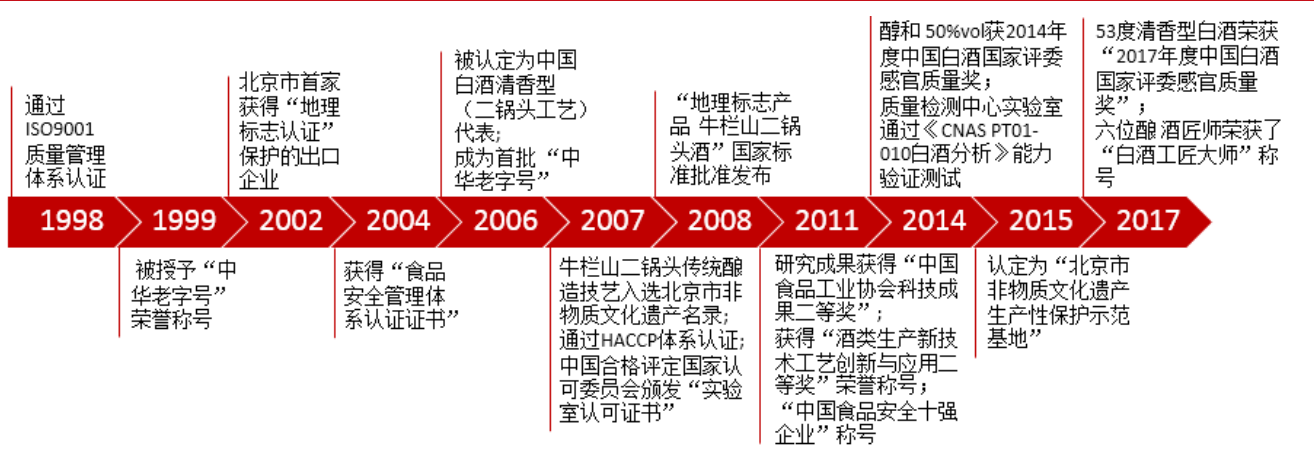 通过
ISO9001
质量管理
体系认证
北京市首家
获得“地理
标志认证”
保护的出口
企业
被认定为中国
白酒清香型
（二锅头工艺）
代表;
成为首批“中
华老字号”
“地理标志产
品 牛栏山二锅
头酒”国家标
准批准发布
醇和 50%vol获2014年
度中国白酒国家评委
感官质量奖；
质量检测中心实验室
通过《CNAS PT01-
010白酒分析》能力
验证测试
53度清香型白酒荣获
“2017年度中国白酒
国家评委感官质量
奖”；
六位酿 酒匠师荣获了
“白酒工匠大师”称
号
1998
1999
2002
2004
2006
2007
2008
2011
2014
2015
2017
被授予“中
华老字号”
荣誉称号
获得“食品
安全管理体
系认证证书”
牛栏山二锅头传统酿
造技艺入选北京市非
物质文化遗产名录;
通过HACCP体系认证;
中国合格评定国家认
可委员会颁发“实验
室认可证书”
研究成果获得“中国
食品工业协会科技成
果二等奖”；
获得“酒类生产新技
术工艺创新与应用二
等奖”荣誉称号；
“中国食品安全十强
企业”称号
认定为“北京市
非物质文化遗产
生产性保护示范
基地”